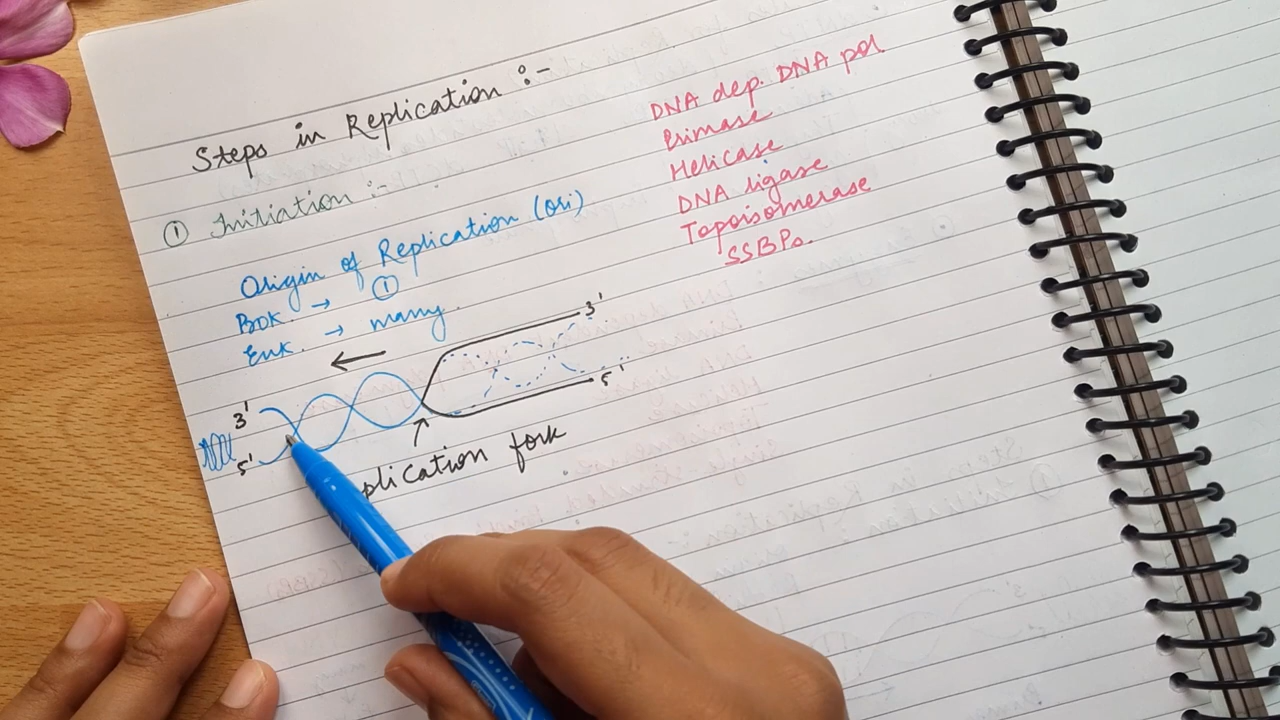 Steps in Replication :-
① Initiation :-
Origin of Replication (ori)
Prok. → ①
Euk. → many
3'
5'
3'
5'
plication fork
DNA dep. DNA pol
Primase
Helicase
DNA ligase
Topoisomerase
SSBPs.